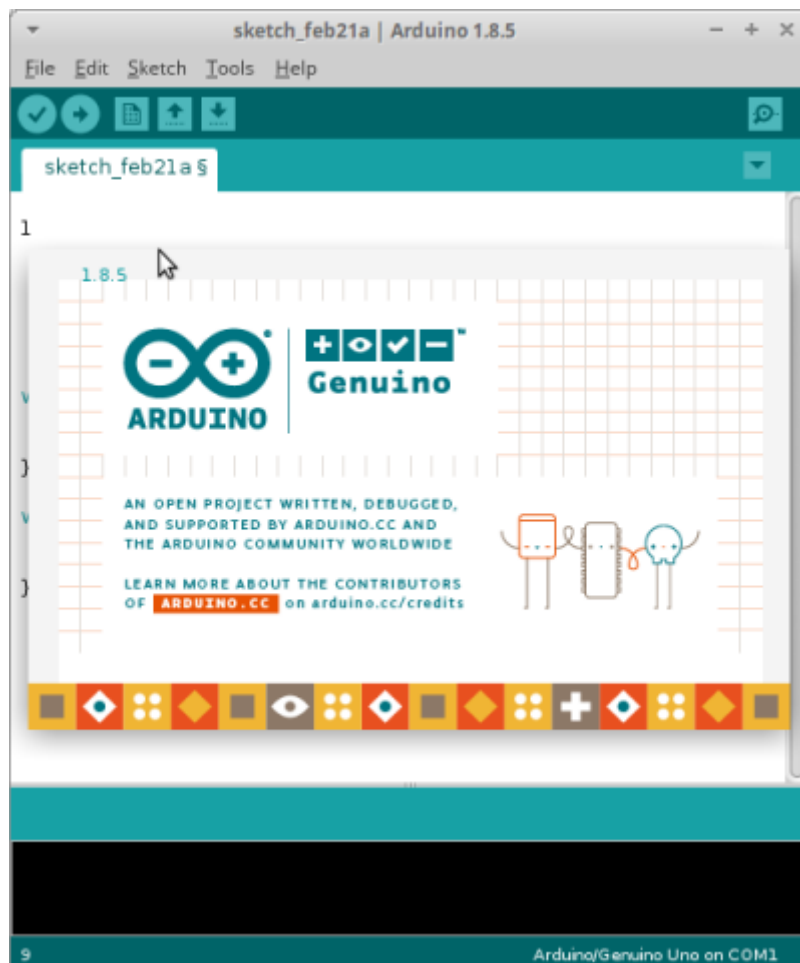 sketch_feb21a | Arduino 1.8.5
File Edit Sketch Tools Help
sketch_feb21a §
l
1.8.5
ARDUINO
Genuino
™
v
}
v
}
AN OPEN PROJECT WRITTEN, DEBUGGED,
AND SUPPORTED BY ARDUINO.CC AND
THE ARDUINO COMMUNITY WORLDWIDE
LEARN MORE ABOUT THE CONTRIBUTORS
OF ARDUINO.CC on arduino.cc/credits
9
Arduino/Genuino Uno on COM1